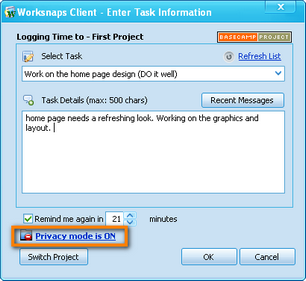 Worksnaps Client - Enter Task Information
Logging Time to - First Project
BASECAMP PROJECT
Select Task
Refresh List
Work on the home page design (DO it well)
Task Details (max: 500 chars)
Recent Messages
home page needs a refreshing look. Working on the graphics and
layout.
Remind me again in 21 minutes
Privacy mode is ON
Switch Project
OK
Cancel